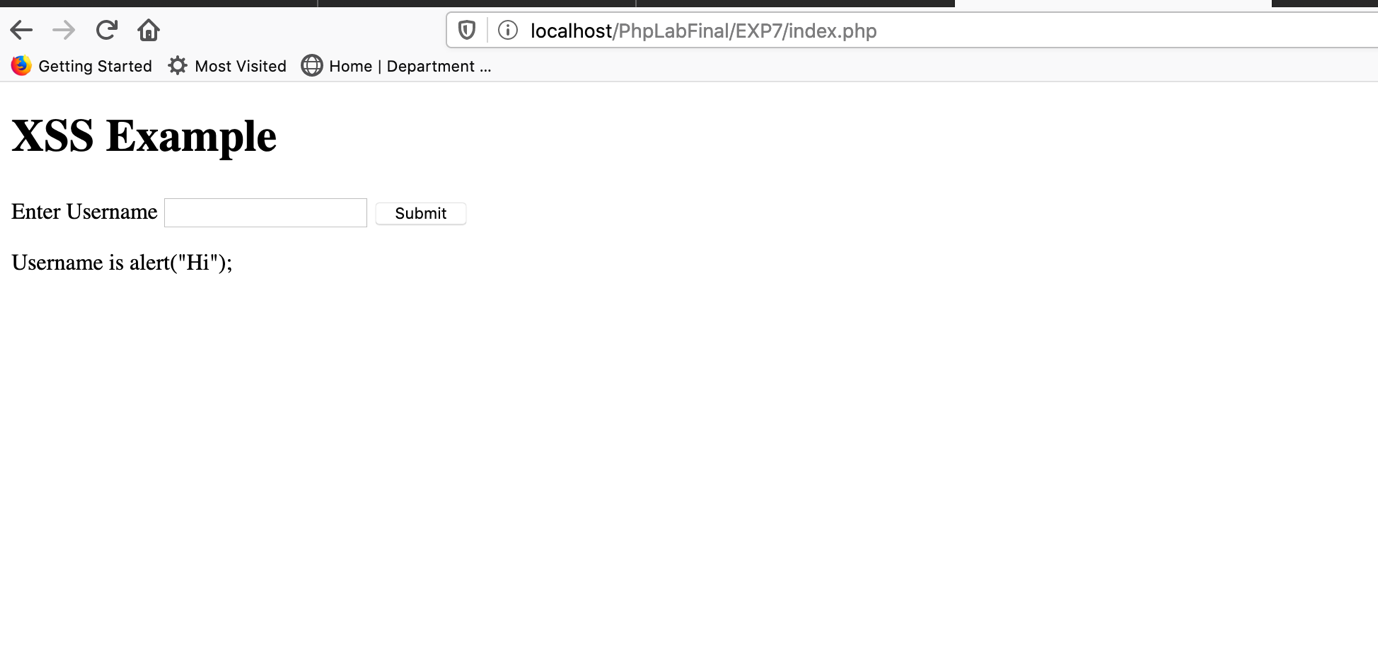 localhost/PhpLabFinal/EXP7/index.php
Getting Started Most Visited Home | Department ...
XSS Example
Enter Username Submit
Username is alert("Hi");